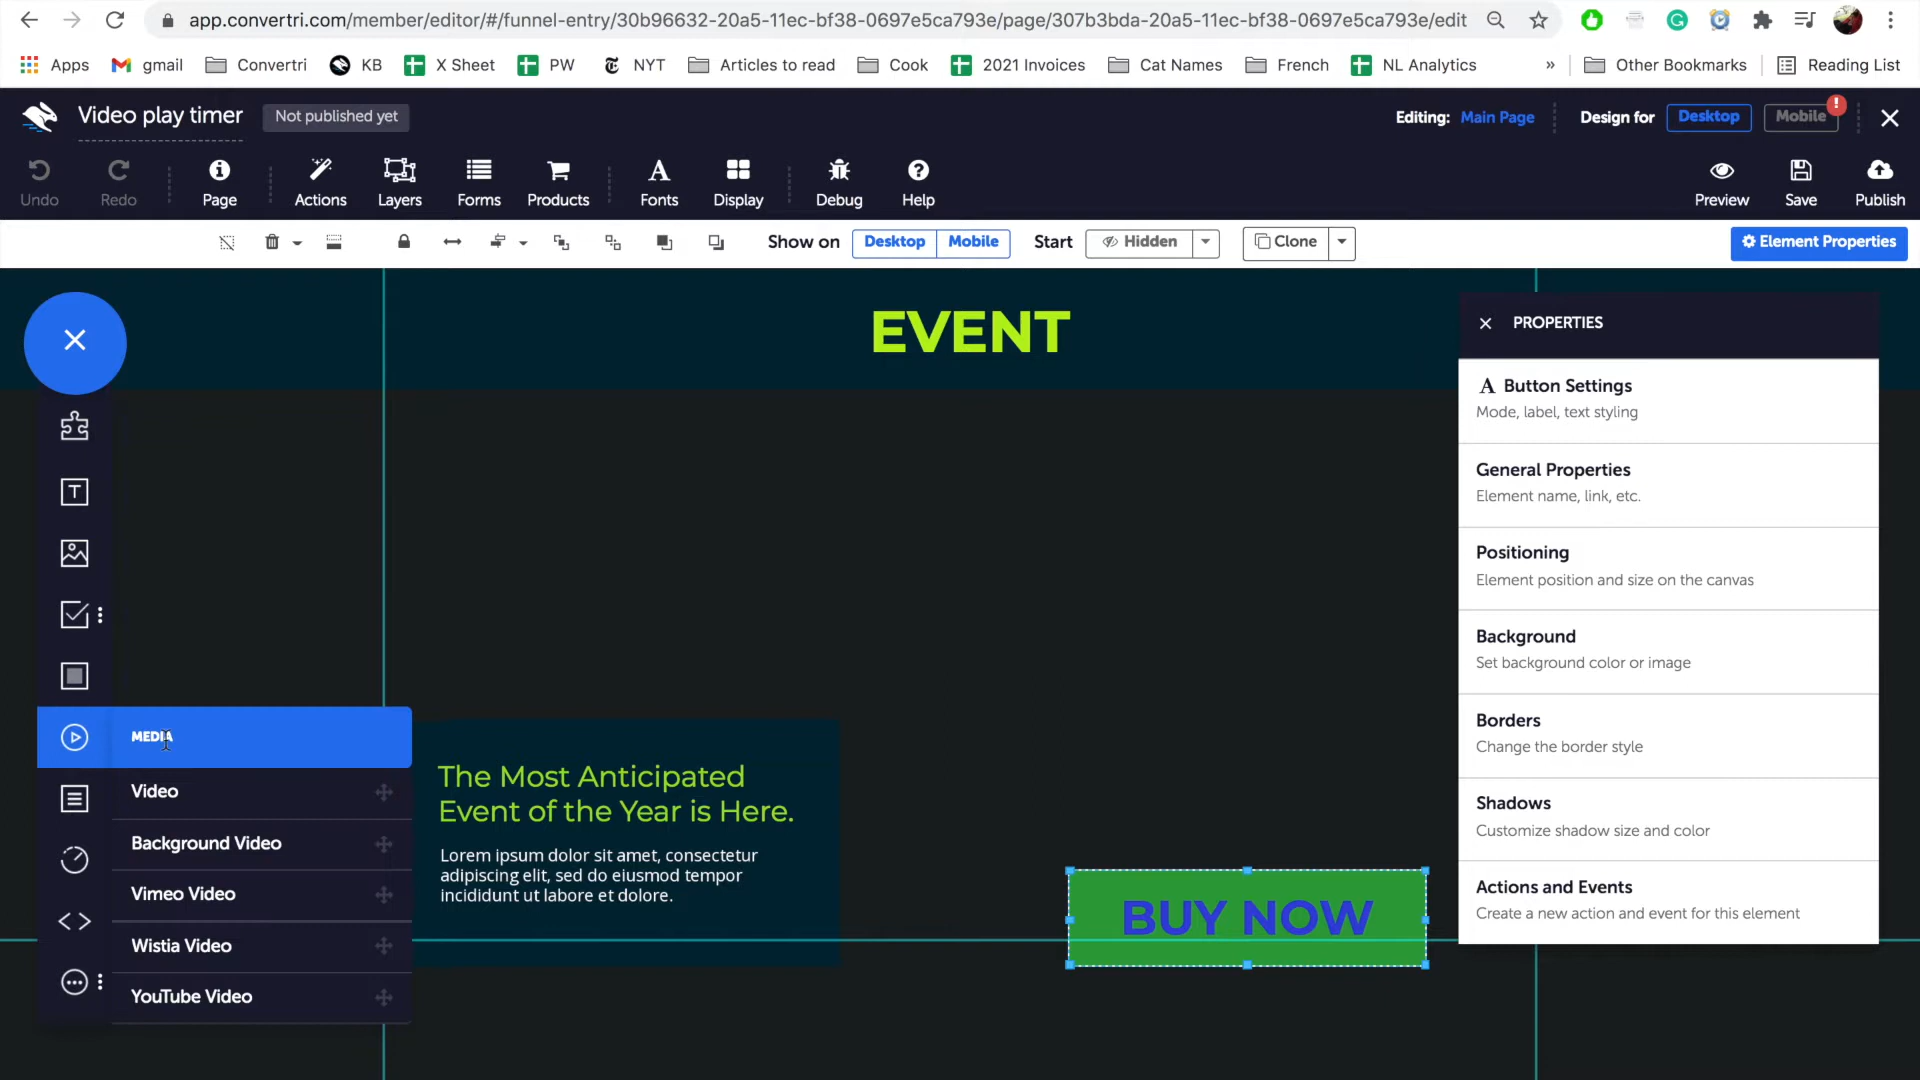 app.convertri.com/member/editor/#/funnel-entry/30b96632-20a5-11ec-bf38-0697e5ca793e/page/307b3bda-20a5-11ec-bf38-0697e5ca793e/edit
Apps gmail Convertri KB X Sheet PW NYT Articles to read Cook 2021 Invoices Cat Names French NL Analytics » Other Bookmarks Reading List
Video play timer Not published yet Editing: Main Page Design for Desktop Mobile !
Undo Redo Page Actions Layers Forms Products Fonts Display Debug Help Preview Save Publish
Show on Desktop Mobile Start Hidden Clone Element Properties
EVENT
PROPERTIES
Button Settings
Mode, label, text styling
General Properties
Element name, link, etc.
Positioning
Element position and size on the canvas
Background
Set background color or image
Borders
Change the border style
Shadows
Customize shadow size and color
Actions and Events
Create a new action and event for this element
MEDIA
Video
Background Video
Vimeo Video
Wistia Video
YouTube Video
The Most Anticipated
Event of the Year is Here.
Lorem ipsum dolor sit amet, consectetur
adipiscing elit, sed do eiusmod tempor
incididunt ut labore et dolore.
BUY NOW